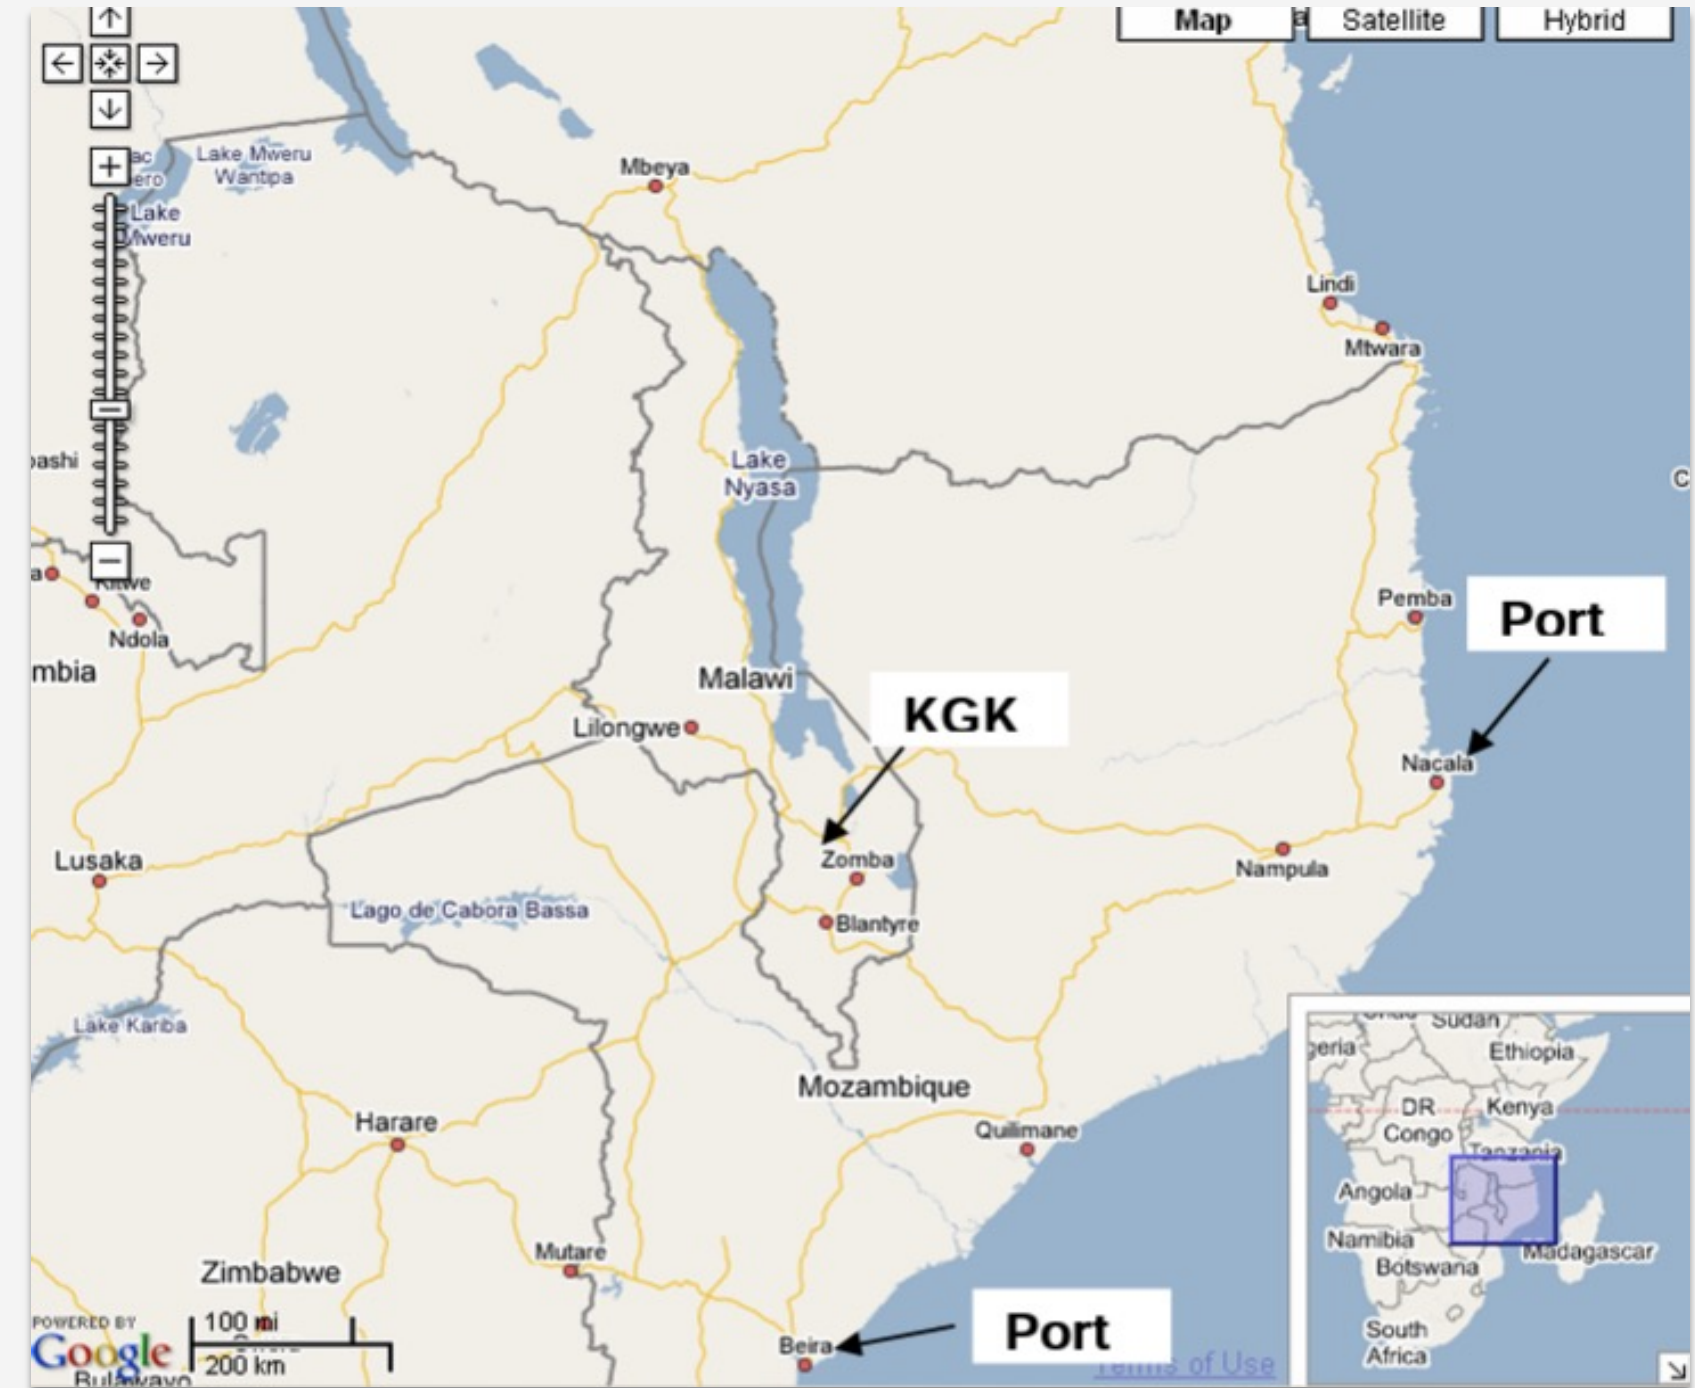 Map
Satellite
Hybrid
Lake Mweru
Wantipa
Lake
Mweru
Mbeya
Lindi
Mtwara
Lake
Nyasa
Ndola
Pemba
Port
Malawi
KGK
Lilongwe
Nacala
Lusaka
Zomba
Nampula
Lago de Cabora Bassa
Blantyre
Lake Kariba
Mozambique
Harare
Quilimane
Mutare
Zimbabwe
Beira
Port
POWERED BY
Google
100 mi
200 km
Terms of Use
Sudan
Ethiopia
DR
Congo
Kenya
Tanzania
Angola
Namibia
Botswana
Madagascar
South
Africa